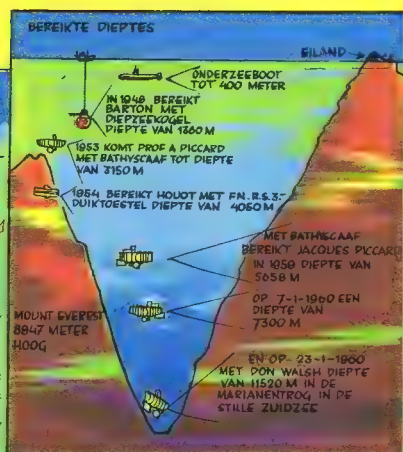 BEREIKTE DIEPTES
EILAND
ONDERZEEBOOT
TOT 400 METER
IN 1948 BEREIKT
BARTON MET
DIEPZEEKOGEL
DIEPTE VAN 1360 M
1953 KOMT PROF A PICCARD
MET BATHYSCAAF TOT DIEPTE
VAN 3150 M
1954 BEREIKT HOUOT MET F.N.R.S.3-
DUIKTOESTEL DIEPTE VAN 4050 M
MET BATHYSCAAF
BEREIKT JACQUES PICCARD
IN 1959 DIEPTE VAN
5658 M
OP 7-1-1960 EEN
DIEPTE VAN
7300 M
MOUNT EVEREST
8847 METER
HOOG
EN OP 23-1-1960
MET DON WALSH DIEPTE
VAN 11520 M IN DE
MARIANENTROG IN DE
STILLE ZUIDZEE